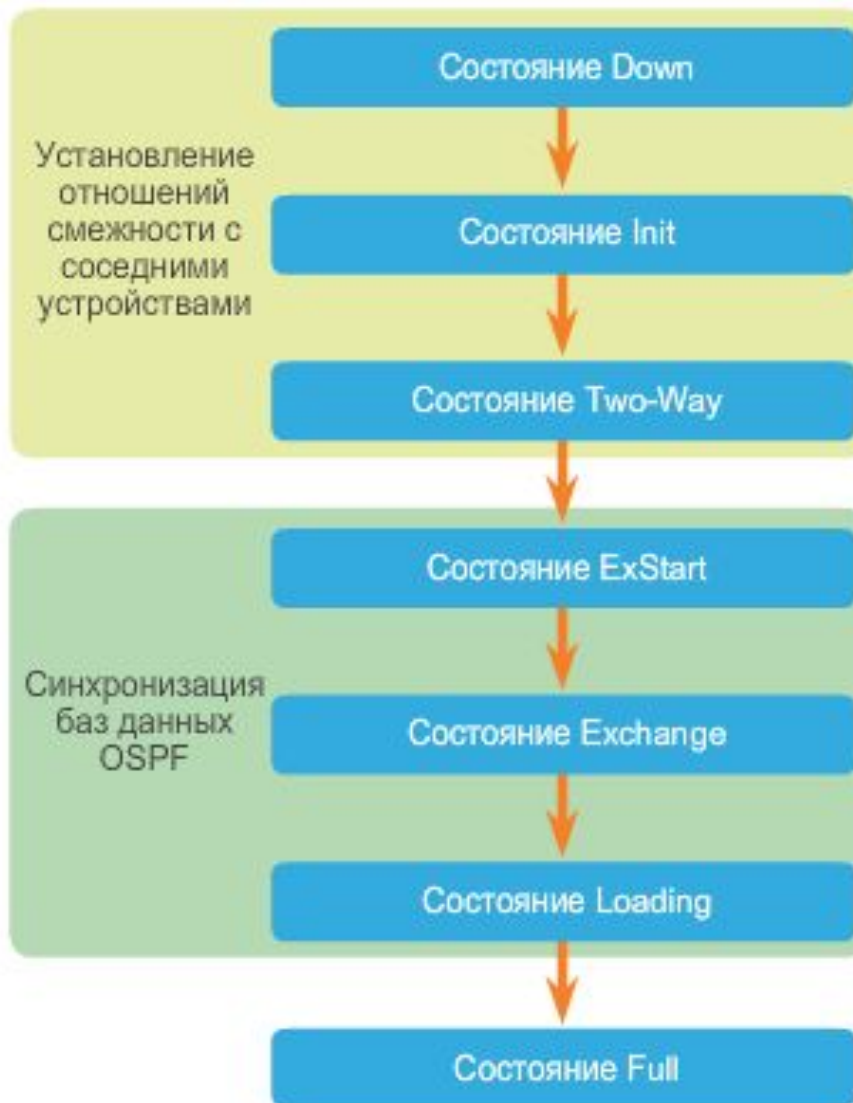 Состояние Down
Установление
отношений
смежности с
соседними
устройствами
Состояние Init
Состояние Two-Way
Состояние ExStart
Синхронизация
баз данных
OSPF
Состояние Exchange
Состояние Loading
Состояние Full